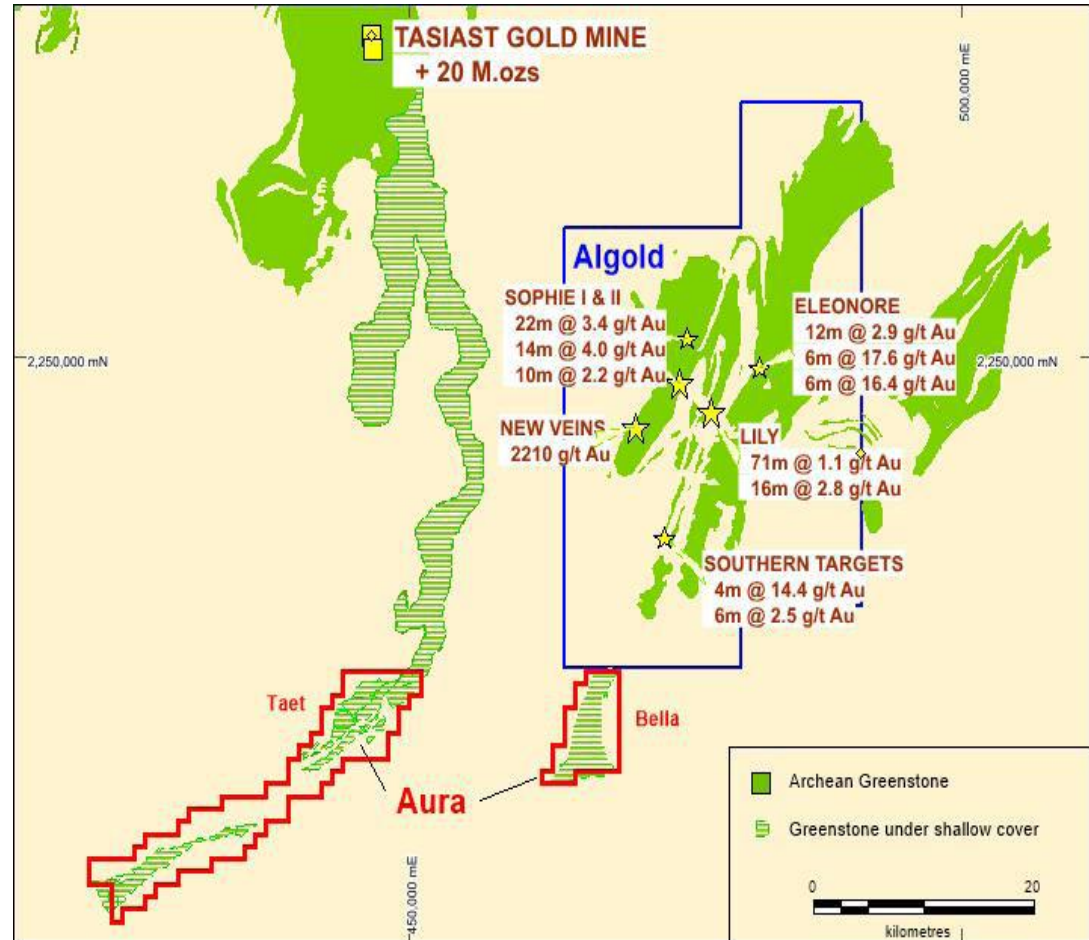 TASIAST GOLD MINE
+ 20 M.ozs
500,000 mE
Algold
SOPHIE I & II
22m @ 3.4 g/t Au
14m @ 4.0 g/t Au
10m @ 2.2 g/t Au
ELEONORE
12m @ 2.9 g/t Au
6m @ 17.6 g/t Au
6m @ 16.4 g/t Au
2,250,000 mN
2,250,000 mN
NEW VEINS
2210 g/t Au
LILY
71m @ 1.1 g/t Au
16m @ 2.8 g/t Au
SOUTHERN TARGETS
4m @ 14.4 g/t Au
6m @ 2.5 g/t Au
Taet
Bella
Aura
450,000 mE
Archean Greenstone
Greenstone under shallow cover
0 20
kilometres